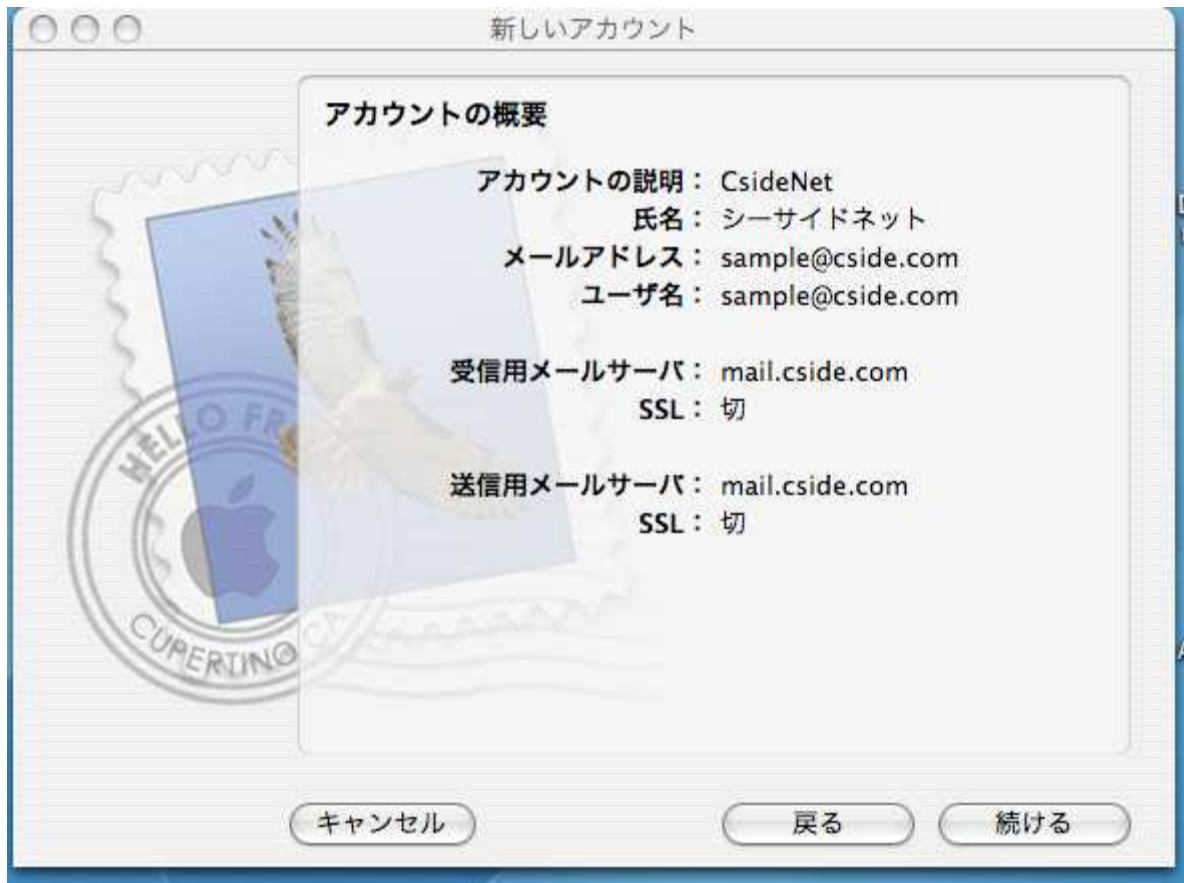 新しいアカウント
アカウントの概要
アカウントの説明： CsideNet
氏名： シーサイドネット
メールアドレス： sample@cside.com
ユーザ名： sample@cside.com
受信用メールサーバ： mail.cside.com
SSL： 切
送信用メールサーバ： mail.cside.com
SSL： 切
HELLO FR
CUPERTINO CA
キャンセル
戻る
続ける